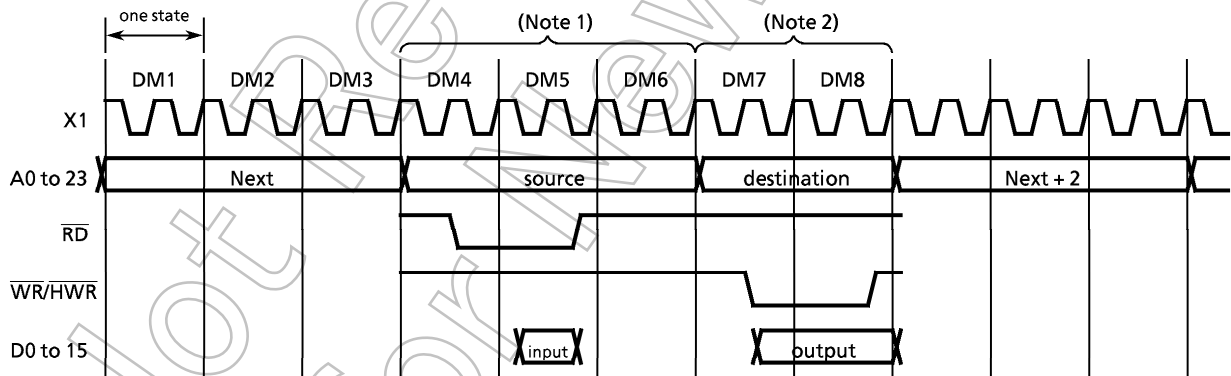 one state
(Note 1)
(Note 2)
DM1 DM2 DM3 DM4 DM5 DM6 DM7 DM8
X1
A0 to 23 Next source destination Next + 2
RD
WR/HWR
D0 to 15 input output